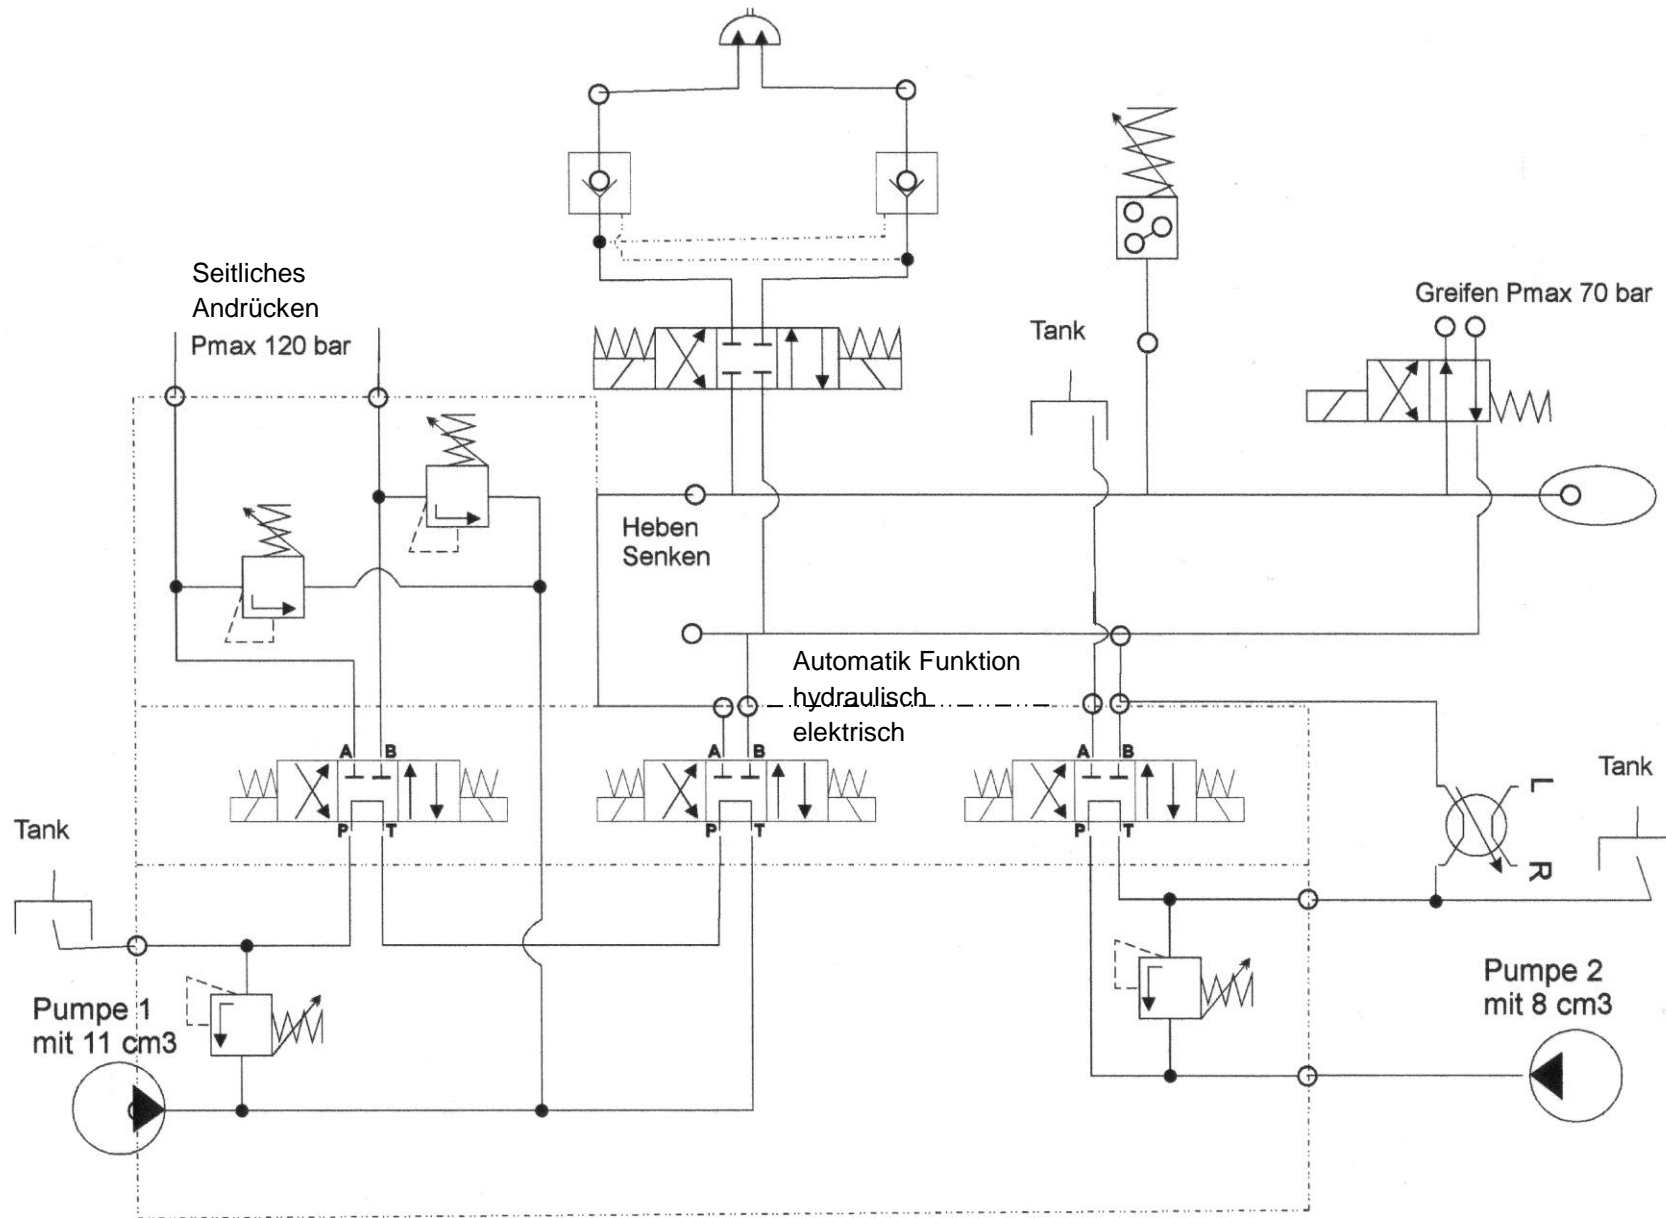 Seitliches
Andrücken
Pmax 120 bar
Greifen Pmax 70 bar
Tank
Heben
Senken
Automatik Funktion
hydraulisch
elektrisch
A B
A B
A B
P T
P T
P T
L
R
Tank
Tank
Pumpe 1
mit 11 cm3
Pumpe 2
mit 8 cm3